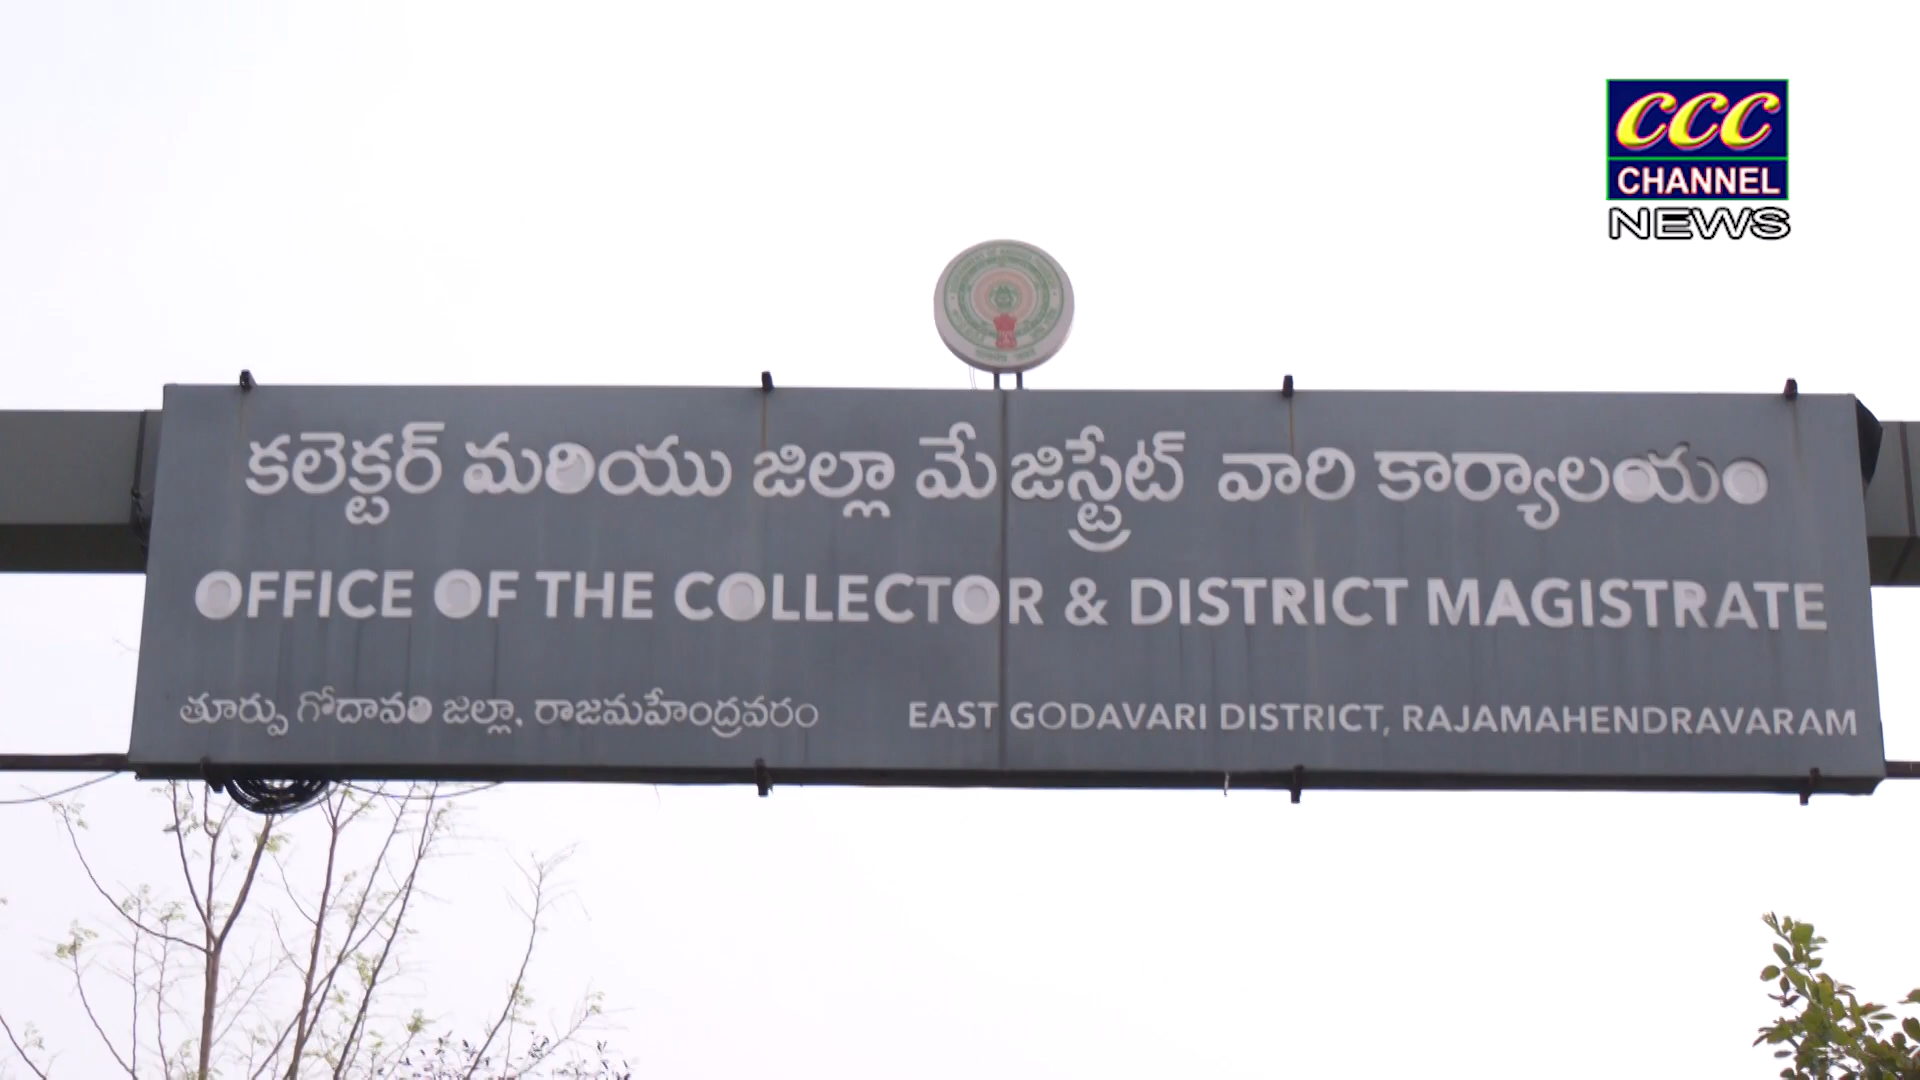 CCC
CHANNEL
NEWS
కలెక్టర్ మరియు జిల్లా మేజిస్ట్రేట్ వారి కార్యాలయం
OFFICE OF THE COLLECTOR & DISTRICT MAGISTRATE
తూర్పు గోదావరి జిల్లా, రాజమహేంద్రవరం
EAST GODAVARI DISTRICT, RAJAMAHENDRAVARAM